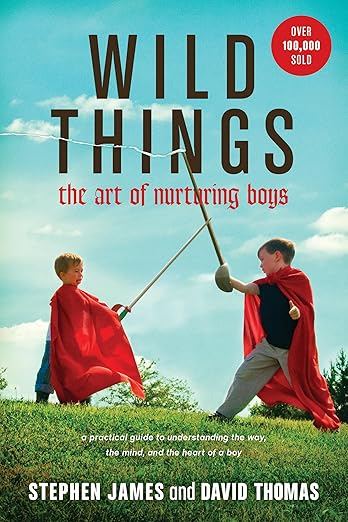 OVER
100,000
SOLD
WILD
THINGS
the art of nurturing boys
a practical guide to understanding the way,
the mind, and the heart of a boy
STEPHEN JAMES and DAVID THOMAS